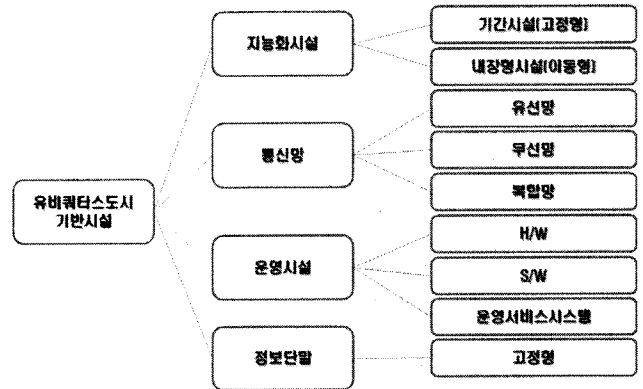 유비쿼터스도시
기반시설
지능화시설
기간시설(고정형)
내장형시설(이동형)
통신망
유선망
무선망
복합망
운영시설
H/W
S/W
운영서비스시스템
정보단말
고정형